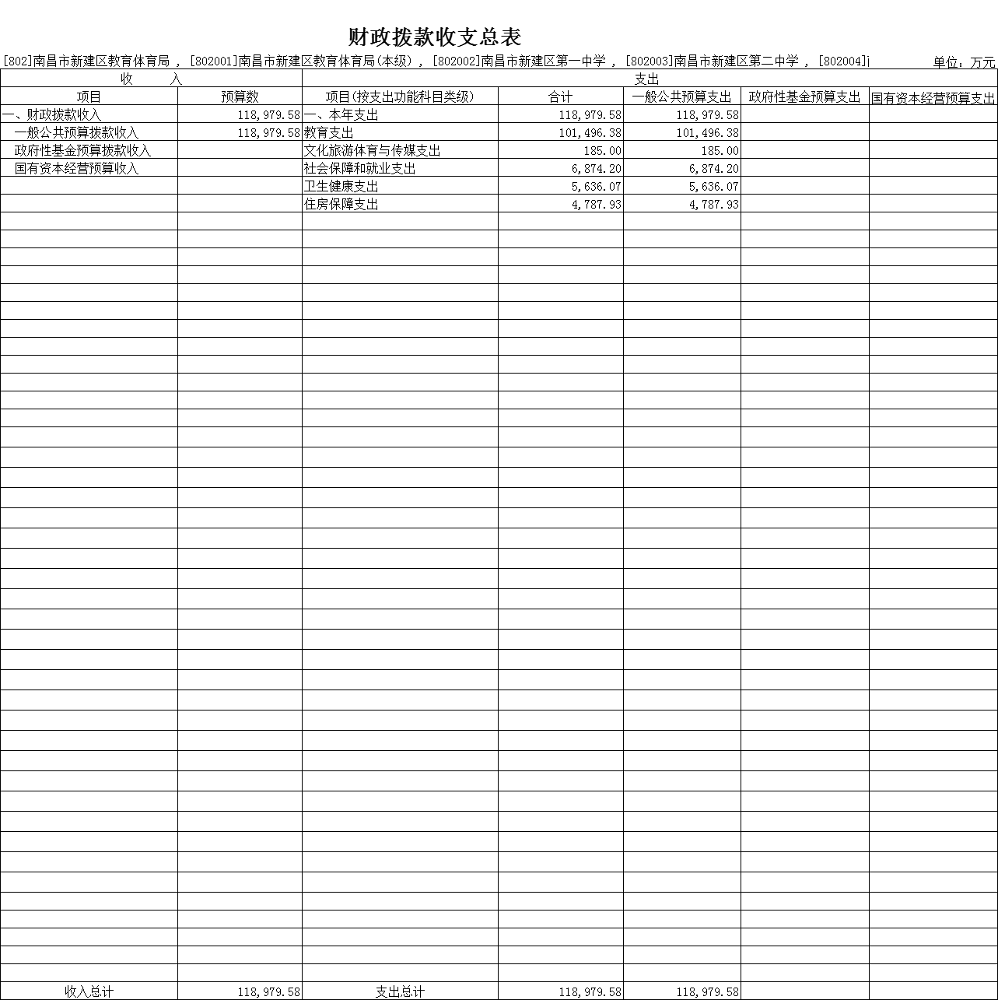 财政拨款收支总表
[802]南昌市新建区教育体育局 , [802001]南昌市新建区教育体育局(本级) , [802002]南昌市新建区第一中学 , [802003]南昌市新建区第二中学 , [802004] 单位：万元
收 入 支出
项目 预算数 项目(按支出功能科目类级) 合计 一般公共预算支出 政府性基金预算支出 国有资本经营预算支出
一、财政拨款收入 118,979.58 一、本年支出 118,979.58 118,979.58
一般公共预算拨款收入 118,979.58 教育支出 101,496.38 101,496.38
政府性基金预算拨款收入 文化旅游体育与传媒支出 185.00 185.00
国有资本经营预算收入 社会保障和就业支出 6,874.20 6,874.20
卫生健康支出 5,636.07 5,636.07
住房保障支出 4,787.93 4,787.93
收入总计 118,979.58 支出总计 118,979.58 118,979.58